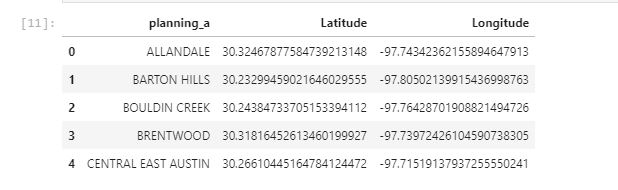 [11]:
planning_a Latitude Longitude
0 ALLANDALE 30.32467877584739213148 -97.74342362155894647913
1 BARTON HILLS 30.23299459021646029555 -97.80502139915436998763
2 BOULDIN CREEK 30.24384733705153394112 -97.76428701908821494726
3 BRENTWOOD 30.31816452613460199927 -97.73972426104590738305
4 CENTRAL EAST AUSTIN 30.26610445164784124472 -97.71519137937255550241